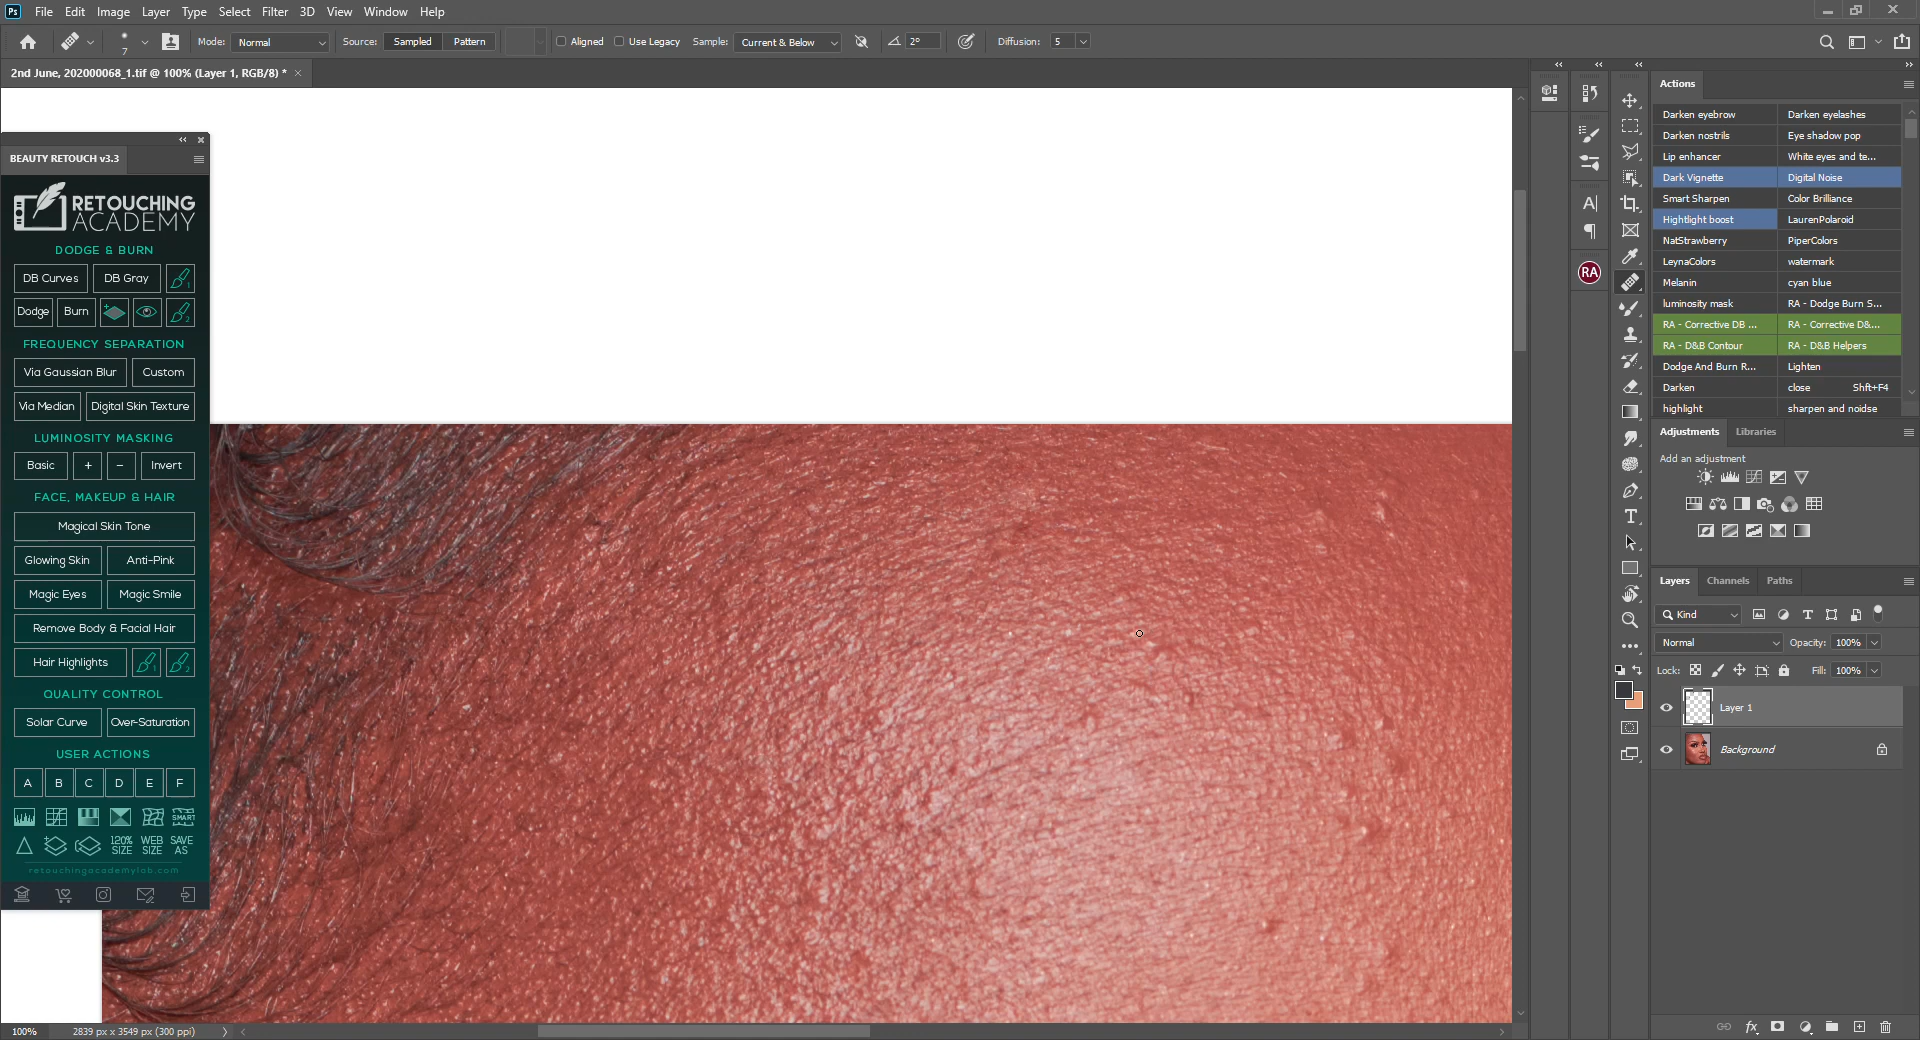 Ps File Edit Image Layer Type Select Filter 3D View Window Help
7 Mode: Normal Source: Sampled Pattern Aligned Use Legacy Sample: Current & Below 2° Diffusion: 5
2nd June, 202000068_1.tif @ 100% (Layer 1, RGB/8) *
BEAUTY RETOUCH v3.3
RETOUCHING
ACADEMY
DODGE & BURN
DB Curves DB Gray 1
Dodge Burn 2
FREQUENCY SEPARATION
Via Gaussian Blur Custom
Via Median Digital Skin Texture
LUMINOSITY MASKING
Basic + − Invert
FACE, MAKEUP & HAIR
Magical Skin Tone
Glowing Skin Anti-Pink
Magic Eyes Magic Smile
Remove Body & Facial Hair
Hair Highlights 1 2
QUALITY CONTROL
Solar Curve Over-Saturation
USER ACTIONS
A B C D E F
SMART
120% SIZE WEB SIZE SAVE AS
retouchingacademylab.com
100% 2839 px x 3549 px (300 ppi)
RA
Actions
Darken eyebrow Darken eyelashes
Darken nostrils Eye shadow pop
Lip enhancer White eyes and te...
Dark Vignette Digital Noise
Smart Sharpen Color Brilliance
Hightlight boost LaurenPolaroid
NatStrawberry PiperColors
LeynaColors watermark
Melanin cyan blue
luminosity mask RA - Dodge Burn S...
RA - Corrective DB ... RA - Corrective D&...
RA - D&B Contour RA - D&B Helpers
Dodge And Burn R... Lighten
Darken close Shft+F4
highlight sharpen and noidse
Adjustments Libraries
Add an adjustment
Layers Channels Paths
Kind
Normal Opacity: 100%
Lock: Fill: 100%
Layer 1
Background